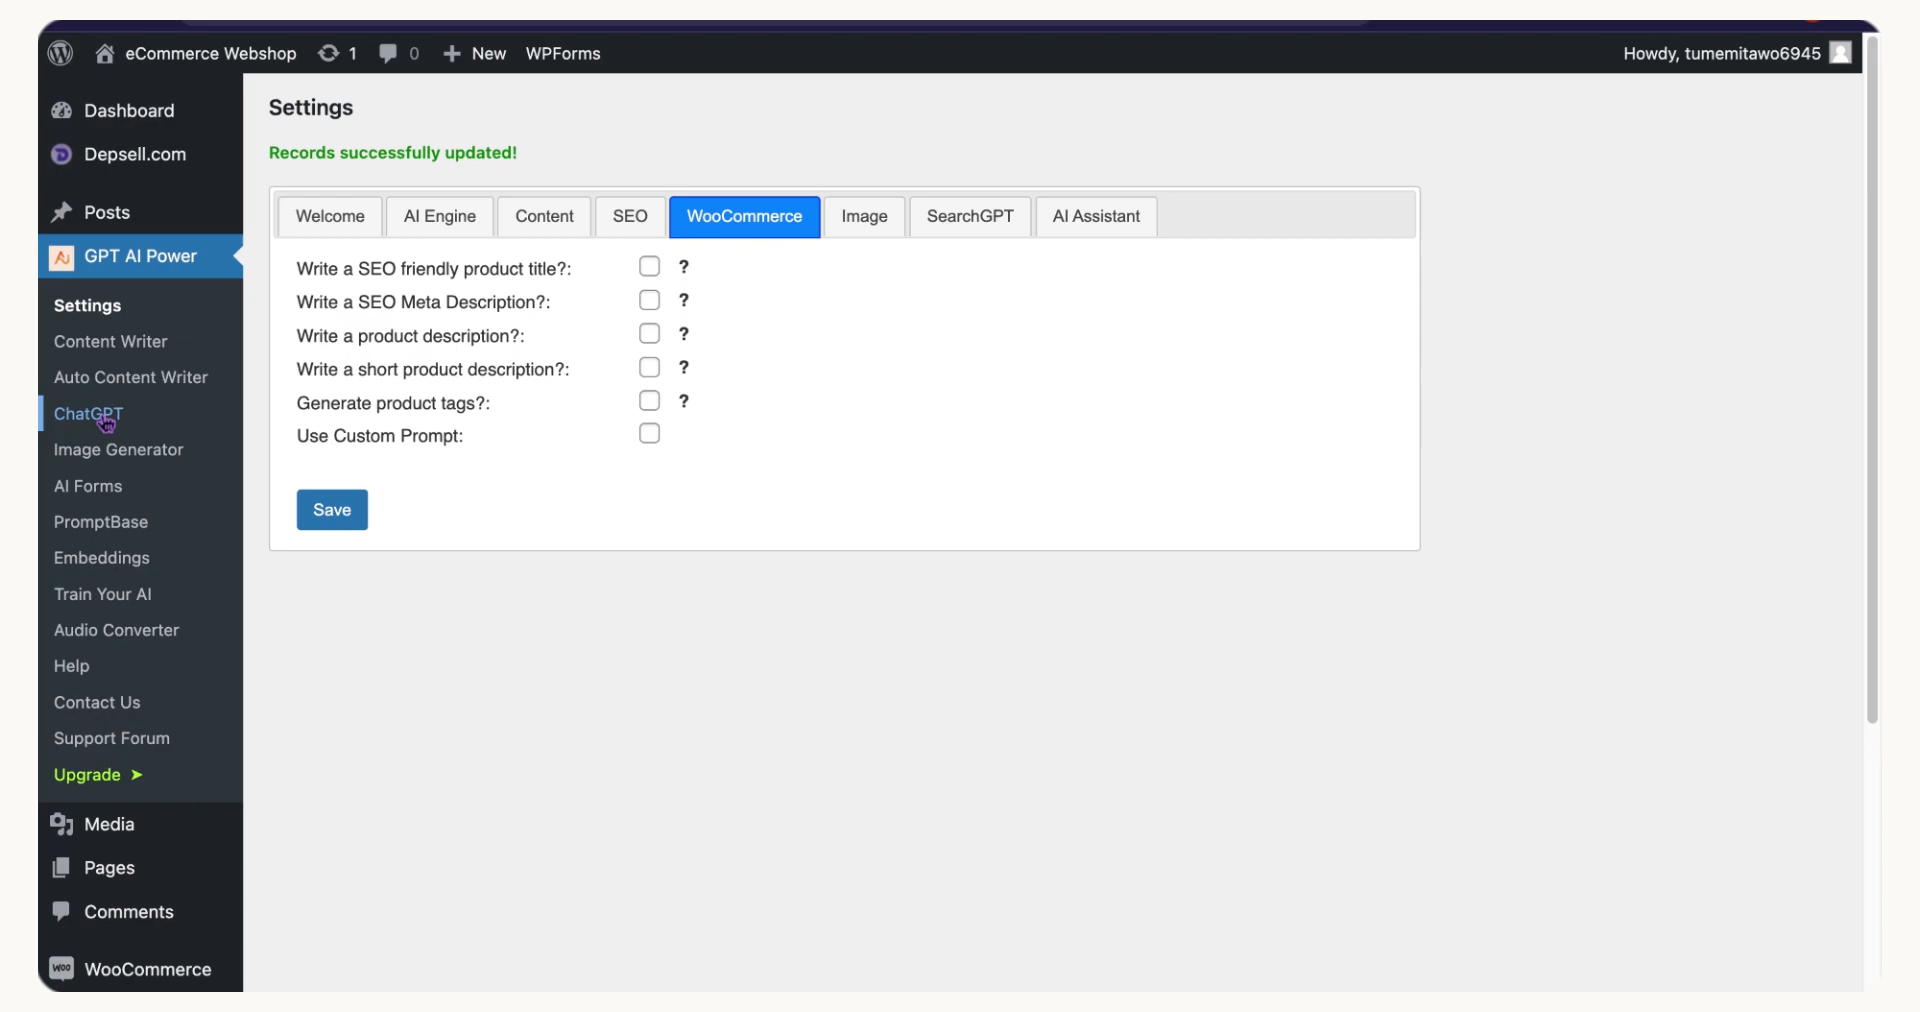 eCommerce Webshop 1 0 New WPForms Howdy, tumemitawo6945
Dashboard
Depsell.com
Posts
GPT AI Power
Settings
Content Writer
Auto Content Writer
ChatGPT
Image Generator
AI Forms
PromptBase
Embeddings
Train Your AI
Audio Converter
Help
Contact Us
Support Forum
Upgrade ➤
Media
Pages
Comments
woo WooCommerce
Settings
Records successfully updated!
Welcome AI Engine Content SEO WooCommerce Image SearchGPT AI Assistant
Write a SEO friendly product title?: ?
Write a SEO Meta Description?: ?
Write a product description?: ?
Write a short product description?: ?
Generate product tags?: ?
Use Custom Prompt:
Save